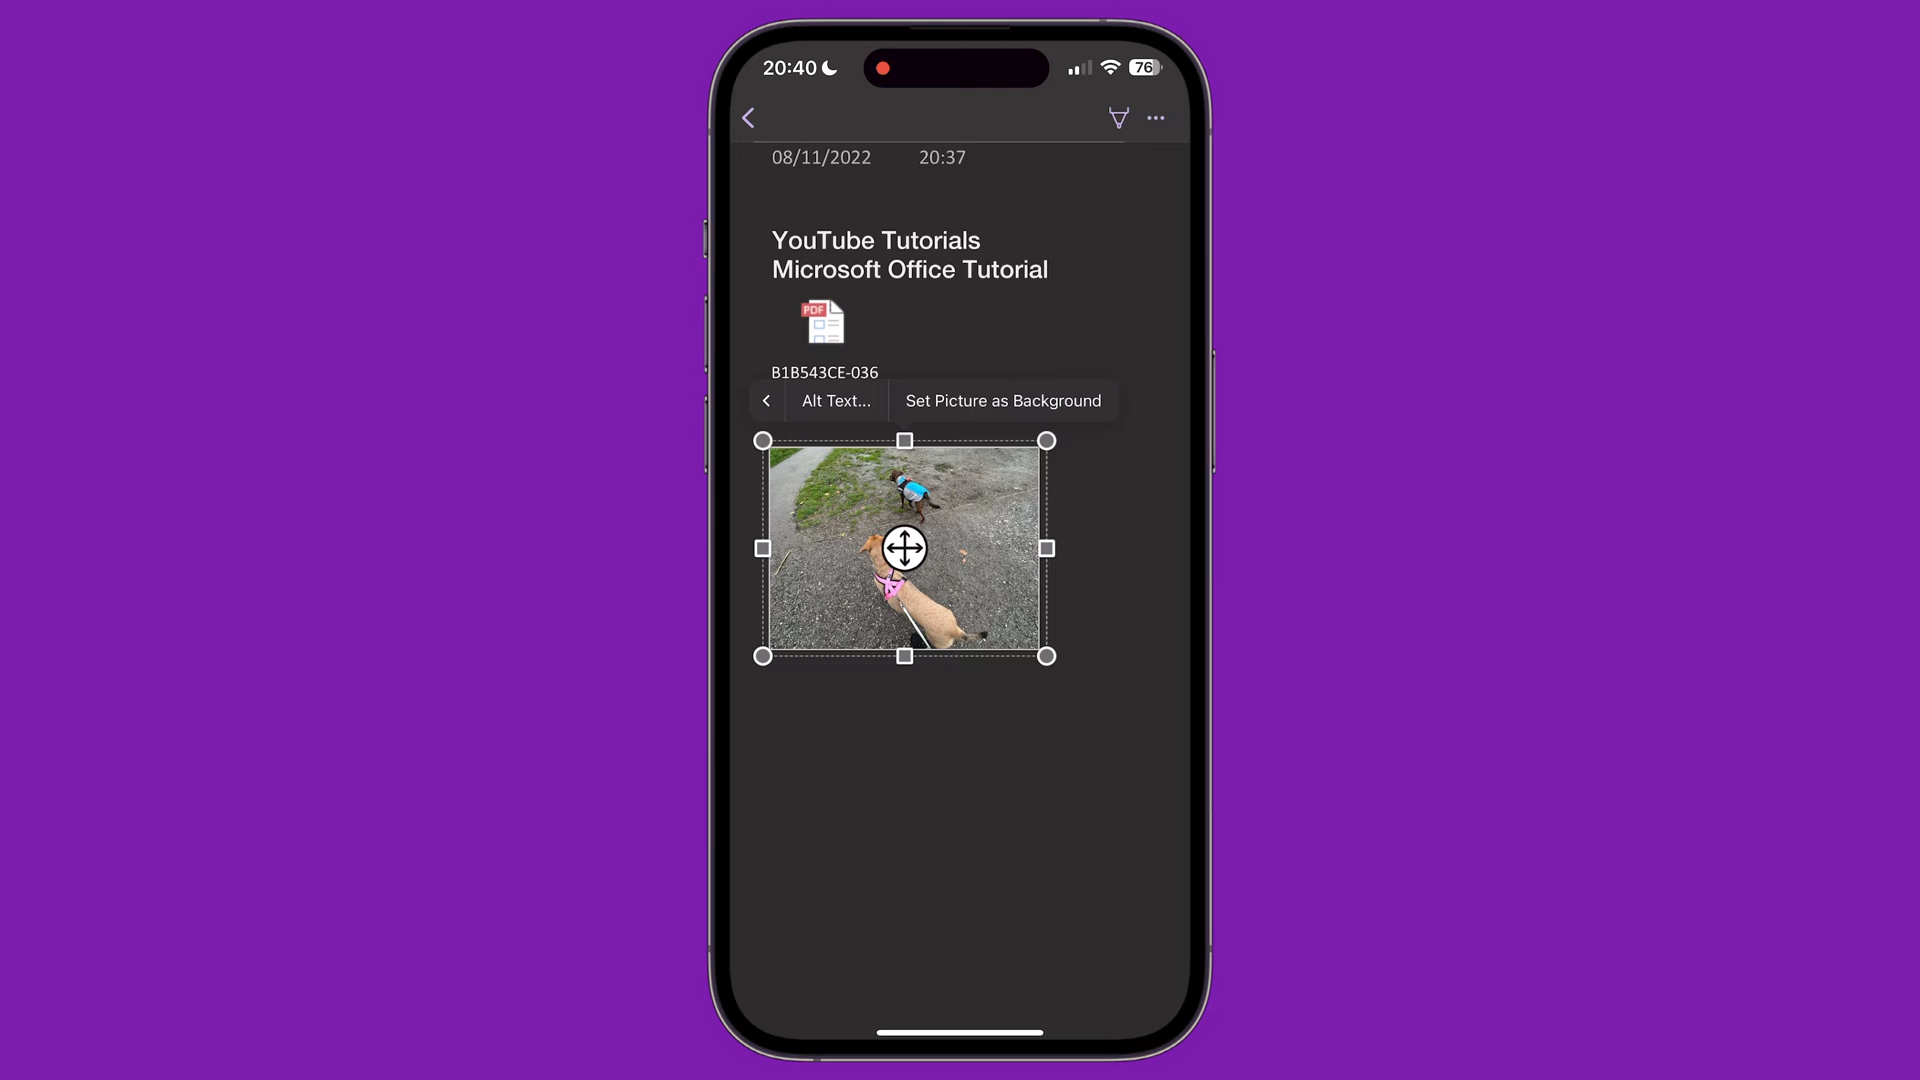 20:40
76
08/11/2022 20:37
YouTube Tutorials
Microsoft Office Tutorial
PDF
B1B543CE-036
Alt Text... Set Picture as Background